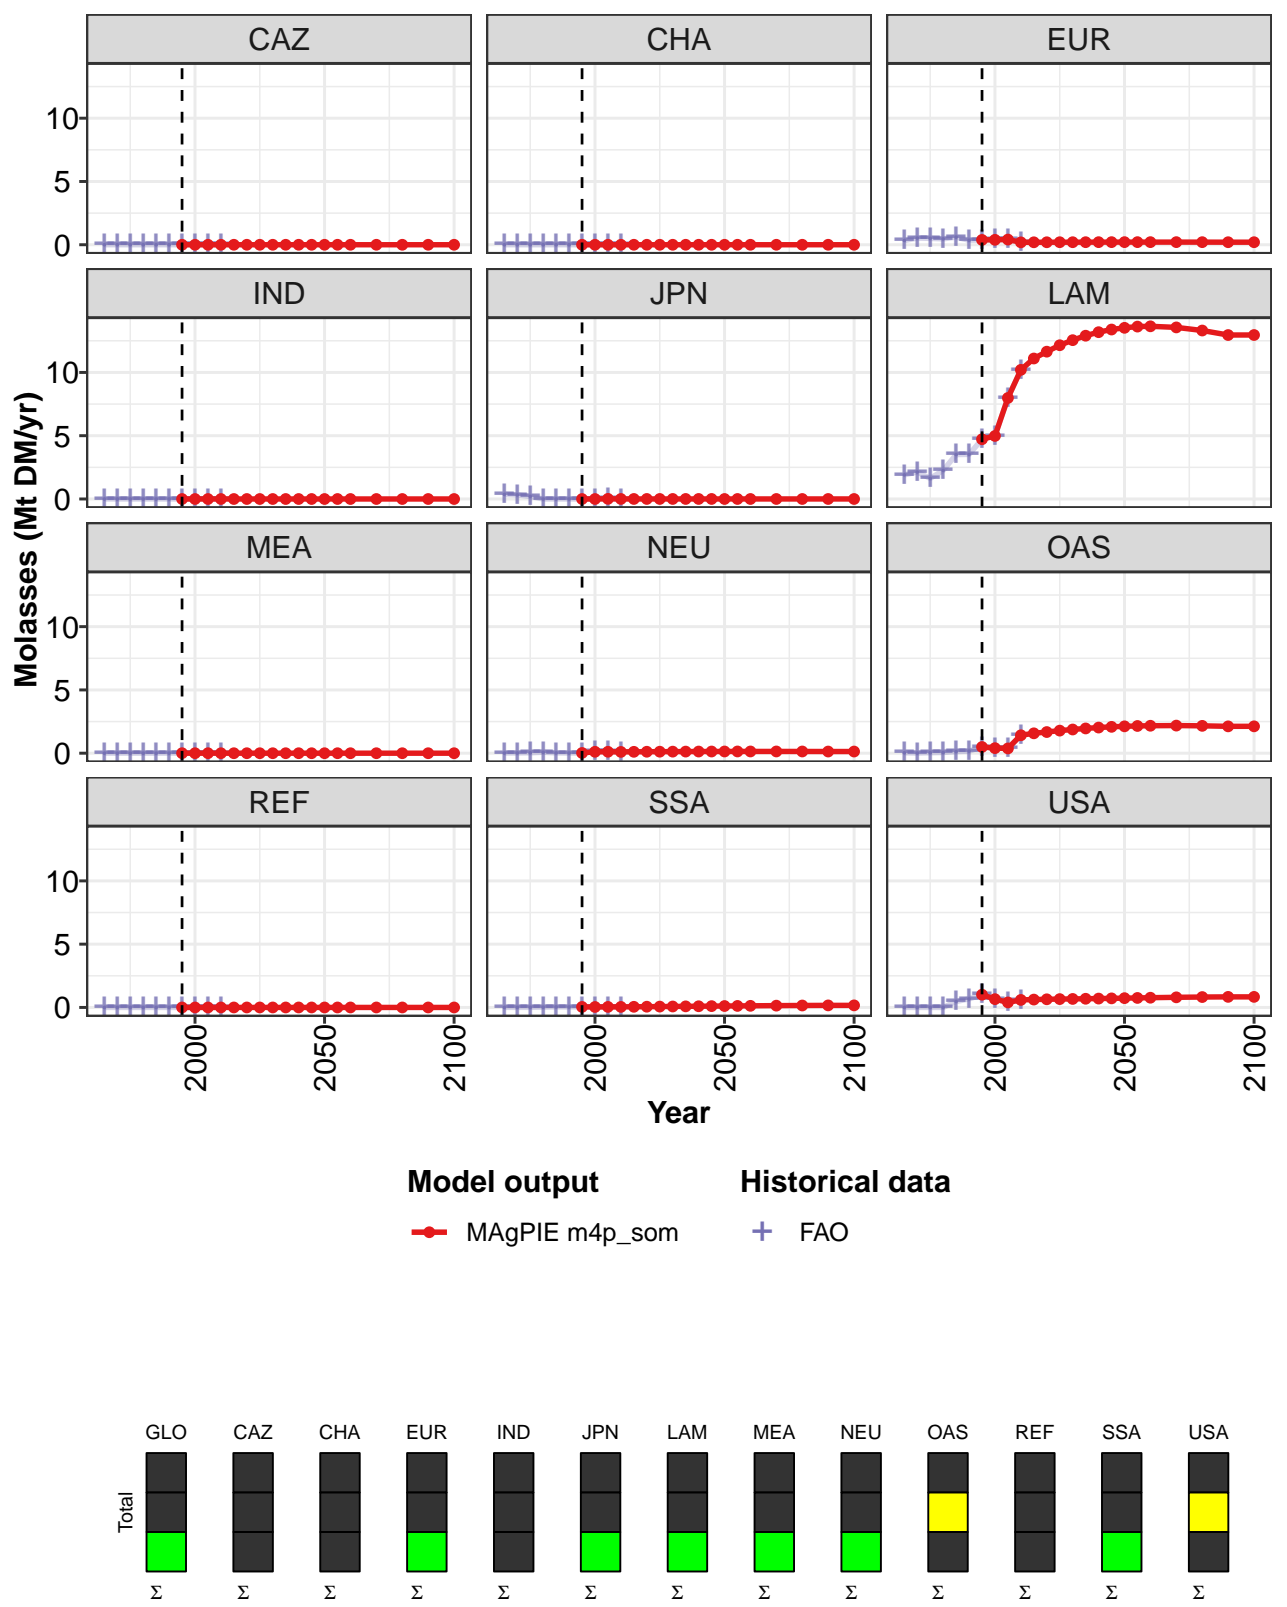 CAZ CHA EUR
10
5
0
IND JPN LAM
10
5
0
MEA NEU OAS
10
5
0
REF SSA USA
10
5
0
Molasses (Mt DM/yr)
2000 2050 2100 2000 2050 2100 2000 2050 2100
Year
Model output Historical data
MAgPIE m4p_som FAO
GLO CAZ CHA EUR IND JPN LAM MEA NEU OAS REF SSA USA
Total
Σ Σ Σ Σ Σ Σ Σ Σ Σ Σ Σ Σ Σ